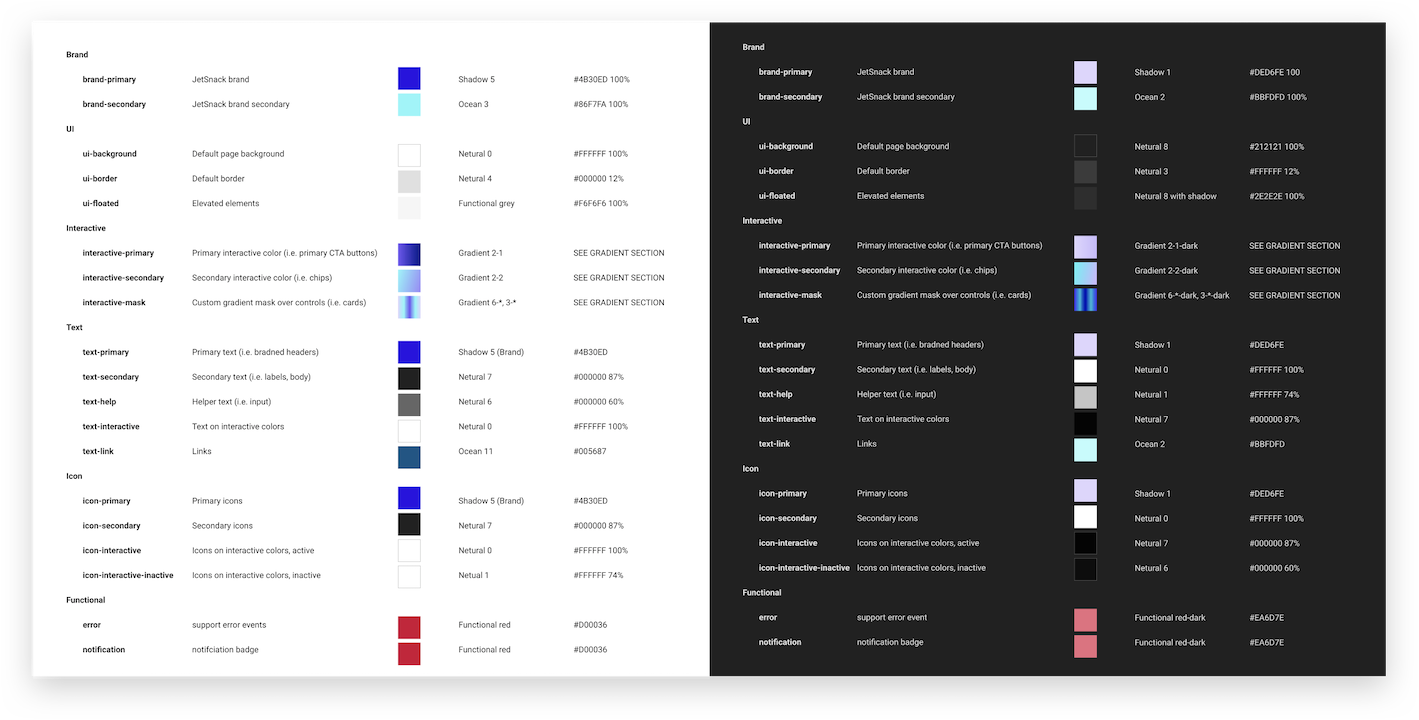 Brand
brand-primary JetSnack brand Shadow 5 #4B30ED 100%
brand-secondary JetSnack brand secondary Ocean 3 #86F7FA 100%
UI
ui-background Default page background Netural 0 #FFFFFF 100%
ui-border Default border Netural 4 #000000 12%
ui-floated Elevated elements Functional grey #F6F6F6 100%
Interactive
interactive-primary Primary interactive color (i.e. primary CTA buttons) Gradient 2-1 SEE GRADIENT SECTION
interactive-secondary Secondary interactive color (i.e. chips) Gradient 2-2 SEE GRADIENT SECTION
interactive-mask Custom gradient mask over controls (i.e. cards) Gradient 6-*, 3-* SEE GRADIENT SECTION
Text
text-primary Primary text (i.e. bradned headers) Shadow 5 (Brand) #4B30ED
text-secondary Secondary text (i.e. labels, body) Netural 7 #000000 87%
text-help Helper text (i.e. input) Netural 6 #000000 60%
text-interactive Text on interactive colors Netural 0 #FFFFFF 100%
text-link Links Ocean 11 #005687
Icon
icon-primary Primary icons Shadow 5 (Brand) #4B30ED
icon-secondary Secondary icons Netural 7 #000000 87%
icon-interactive Icons on interactive colors, active Netural 0 #FFFFFF 100%
icon-interactive-inactive Icons on interactive colors, inactive Netual 1 #FFFFFF 74%
Functional
error support error events Functional red #D00036
notification notifciation badge Functional red #D00036
Brand
brand-primary JetSnack brand Shadow 1 #DED6FE 100
brand-secondary JetSnack brand secondary Ocean 2 #BBFDFD 100%
UI
ui-background Default page background Netural 8 #212121 100%
ui-border Default border Netural 3 #FFFFFF 12%
ui-floated Elevated elements Netural 8 with shadow #2E2E2E 100%
Interactive
interactive-primary Primary interactive color (i.e. primary CTA buttons) Gradient 2-1-dark SEE GRADIENT SECTION
interactive-secondary Secondary interactive color (i.e. chips) Gradient 2-2-dark SEE GRADIENT SECTION
interactive-mask Custom gradient mask over controls (i.e. cards) Gradient 6-*-dark, 3-*-dark SEE GRADIENT SECTION
Text
text-primary Primary text (i.e. bradned headers) Shadow 1 #DED6FE
text-secondary Secondary text (i.e. labels, body) Netural 0 #FFFFFF 100%
text-help Helper text (i.e. input) Netural 1 #FFFFFF 74%
text-interactive Text on interactive colors Netural 7 #000000 87%
text-link Links Ocean 2 #BBFDFD
Icon
icon-primary Primary icons Shadow 1 #DED6FE
icon-secondary Secondary icons Netural 0 #FFFFFF 100%
icon-interactive Icons on interactive colors, active Netural 7 #000000 87%
icon-interactive-inactive Icons on interactive colors, inactive Netural 6 #000000 60%
Functional
error support error event Functional red-dark #EA6D7E
notification notification badge Functional red-dark #EA6D7E